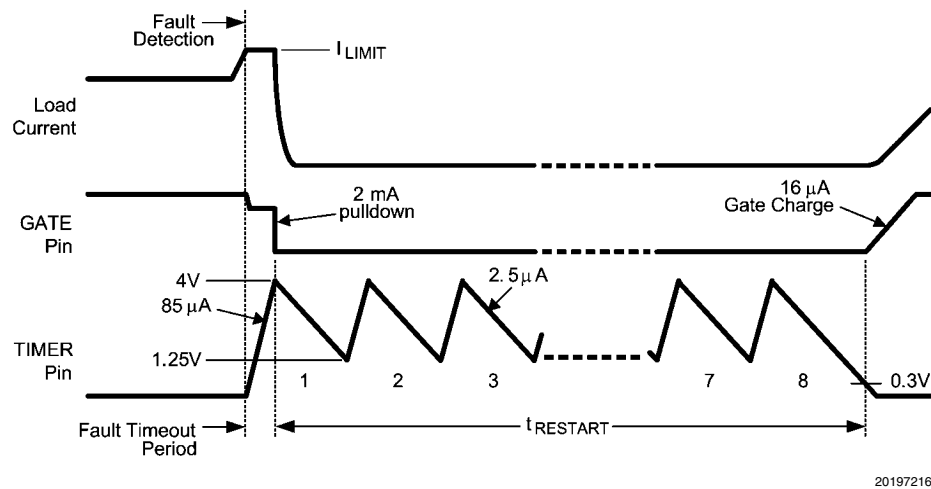 Fault
Detection
I LIMIT
Load
Current
2 mA
pulldown
16 μA
Gate Charge
GATE
Pin
4V
2.5 μA
85 μA
TIMER
Pin
1.25V
1
2
3
7
8
0.3V
Fault Timeout
Period
tRESTART
20197216